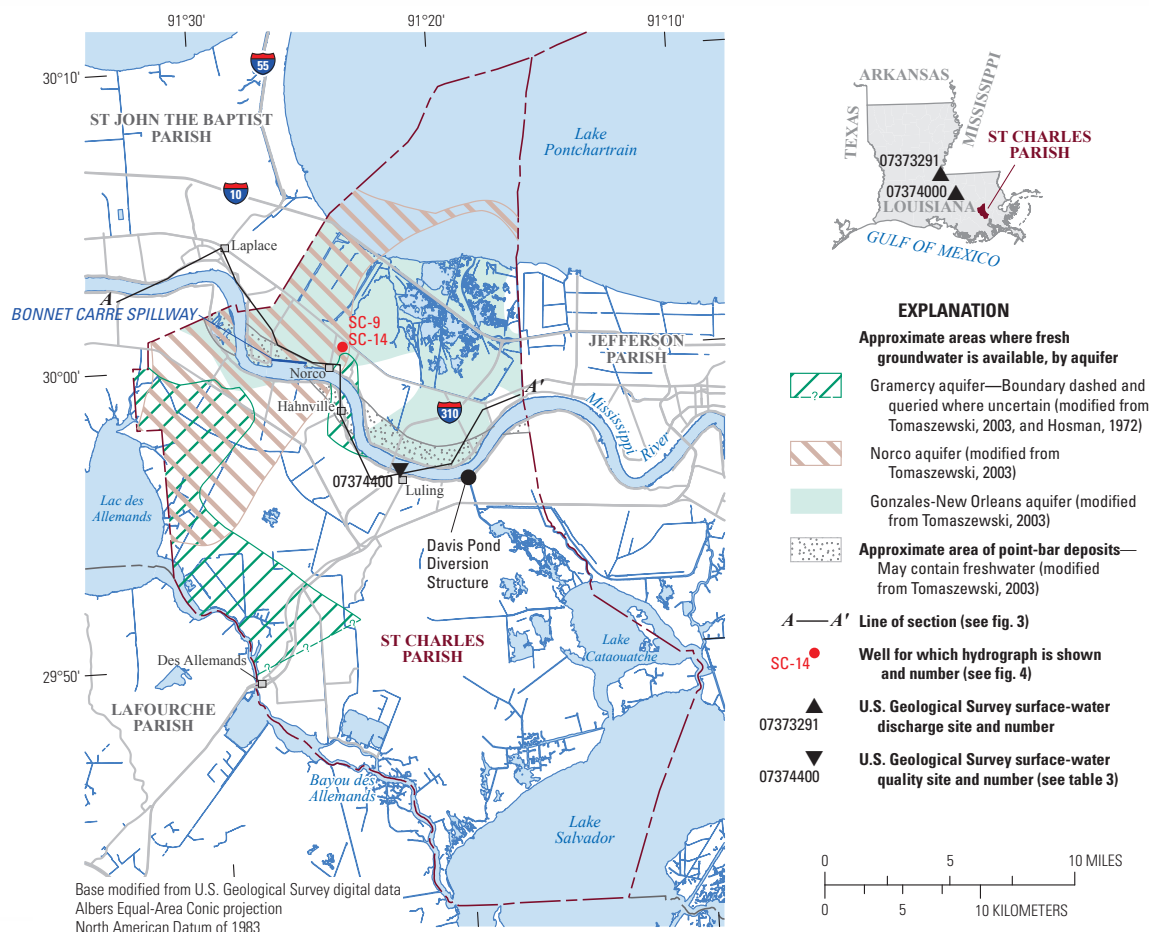 91°30'
91°20'
91°10'
30°10'
55
ST JOHN THE BAPTIST
PARISH
Lake
Pontchartrain
10
Laplace
A
BONNET CARRE SPILLWAY
SC-9
SC-14
JEFFERSON
PARISH
30°00'
Norco
A'
Hahnville
310
Mississippi
River
07374400
Luling
Lac des
Allemands
Davis Pond
Diversion
Structure
ST CHARLES
PARISH
Lake
Cataouatche
Des Allemands
29°50'
LAFOURCHE
PARISH
Bayou des
Allemands
Lake
Salvador
Base modified from U.S. Geological Survey digital data
Albers Equal-Area Conic projection
North American Datum of 1983
ARKANSAS
MISSISSIPPI
TEXAS
ST CHARLES
PARISH
07373291
07374000
LOUISIANA
GULF OF MEXICO
EXPLANATION
Approximate areas where fresh
groundwater is available, by aquifer
?
Gramercy aquifer—Boundary dashed and
queried where uncertain (modified from
Tomaszewski, 2003, and Hosman, 1972)
Norco aquifer (modified from
Tomaszewski, 2003)
Gonzales-New Orleans aquifer (modified
from Tomaszewski, 2003)
Approximate area of point-bar deposits—
May contain freshwater (modified
from Tomaszewski, 2003)
A — A' Line of section (see fig. 3)
SC-14
Well for which hydrograph is shown
and number (see fig. 4)
07373291
U.S. Geological Survey surface-water
discharge site and number
07374400
U.S. Geological Survey surface-water
quality site and number (see table 3)
0 5 10 MILES
0 5 10 KILOMETERS